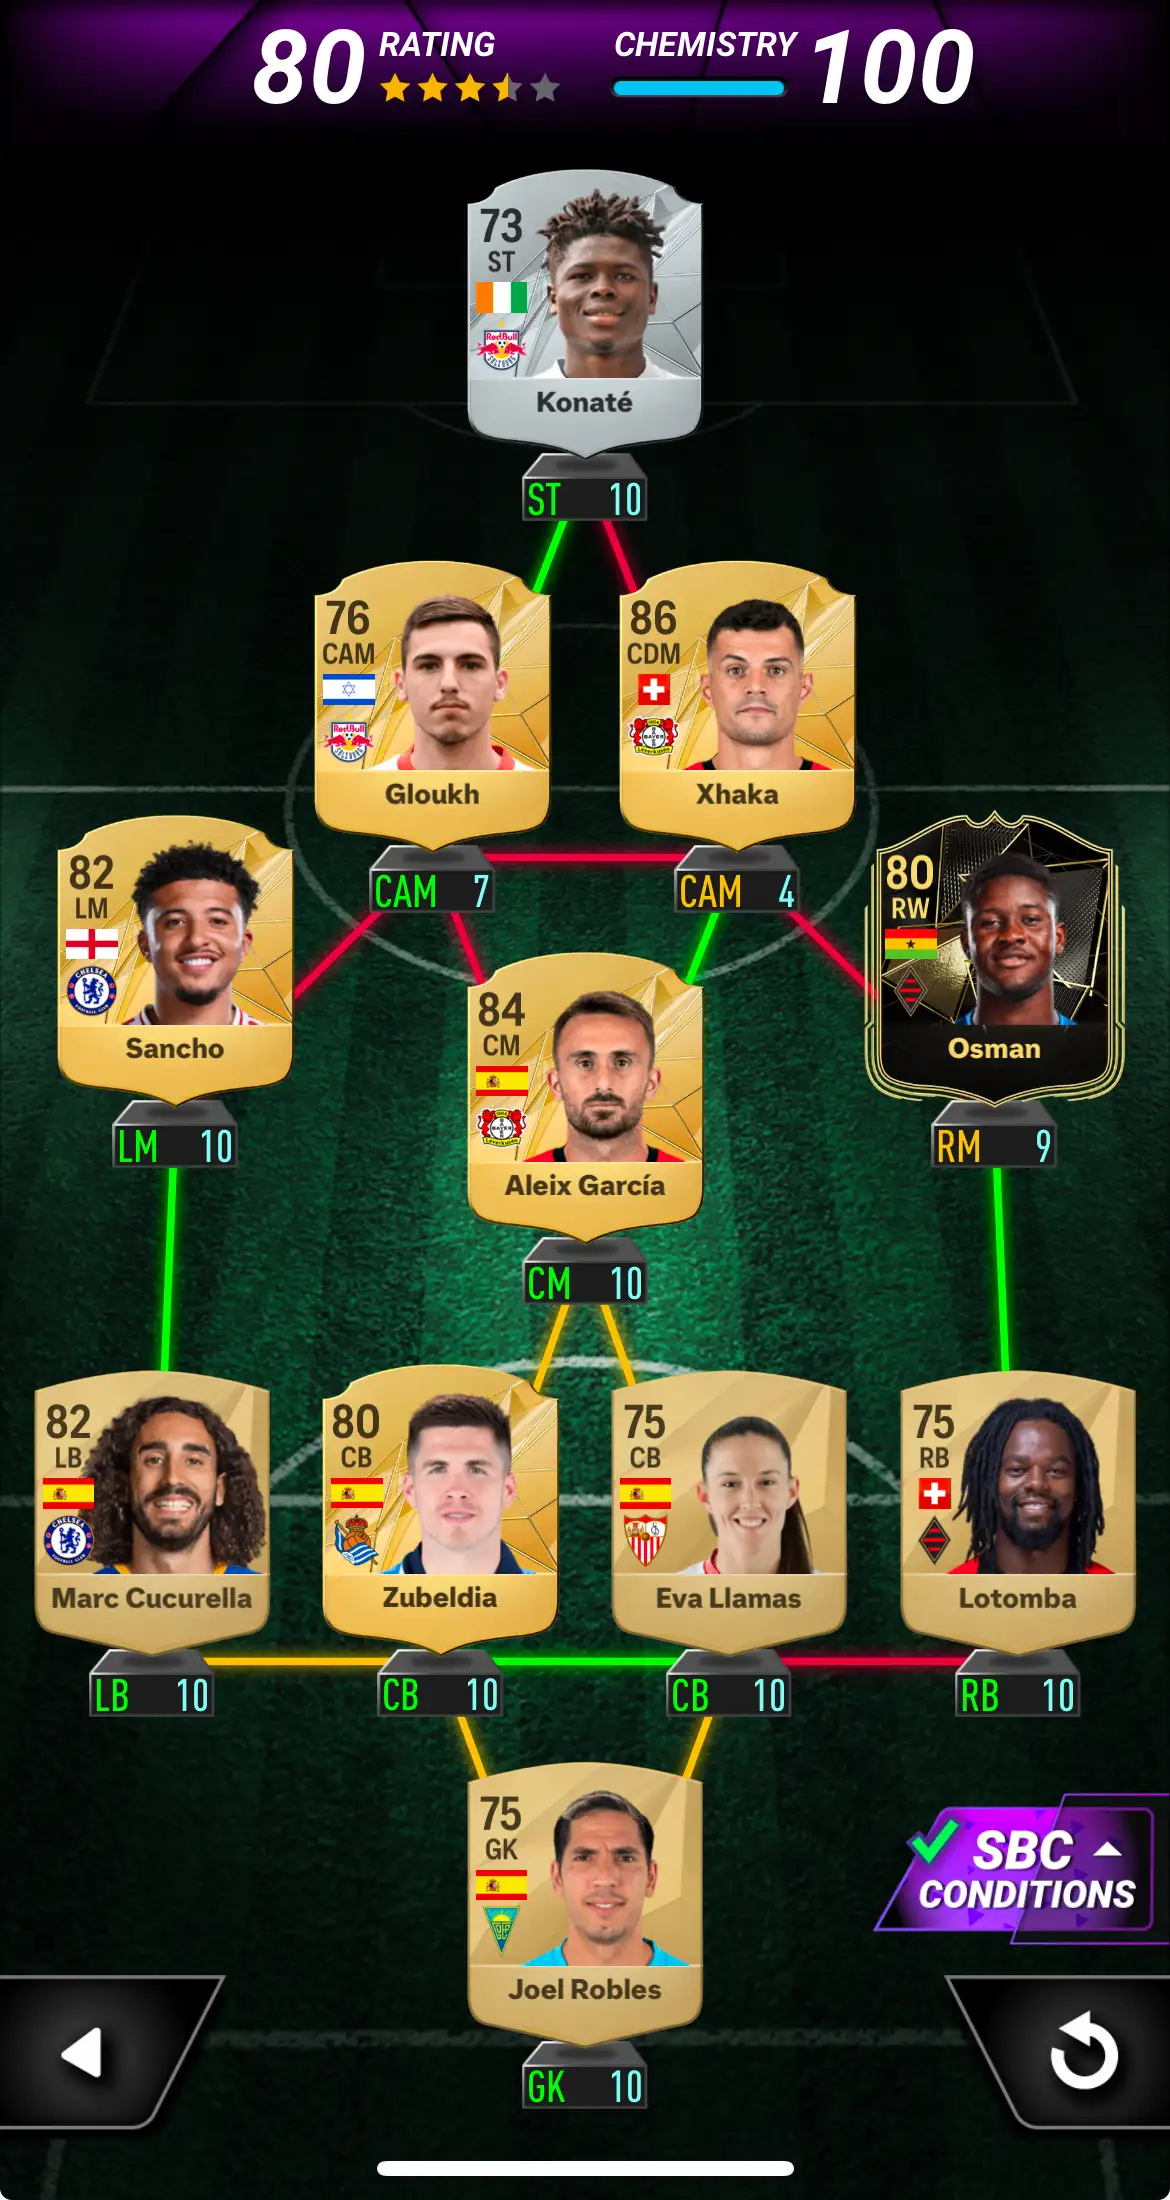 80 RATING CHEMISTRY 100
73
ST
Konaté
ST 10
76
CAM
Gloukh
CAM 7
86
CDM
Xhaka
CAM 4
82
LM
Sancho
LM 10
80
RW
Osman
RM 9
84
CM
Aleix García
CM 10
82
LB
Marc Cucurella
LB 10
80
CB
Zubeldia
CB 10
75
CB
Eva Llamas
CB 10
75
RB
Lotomba
RB 10
75
GK
Joel Robles
GK 10
SBC
CONDITIONS